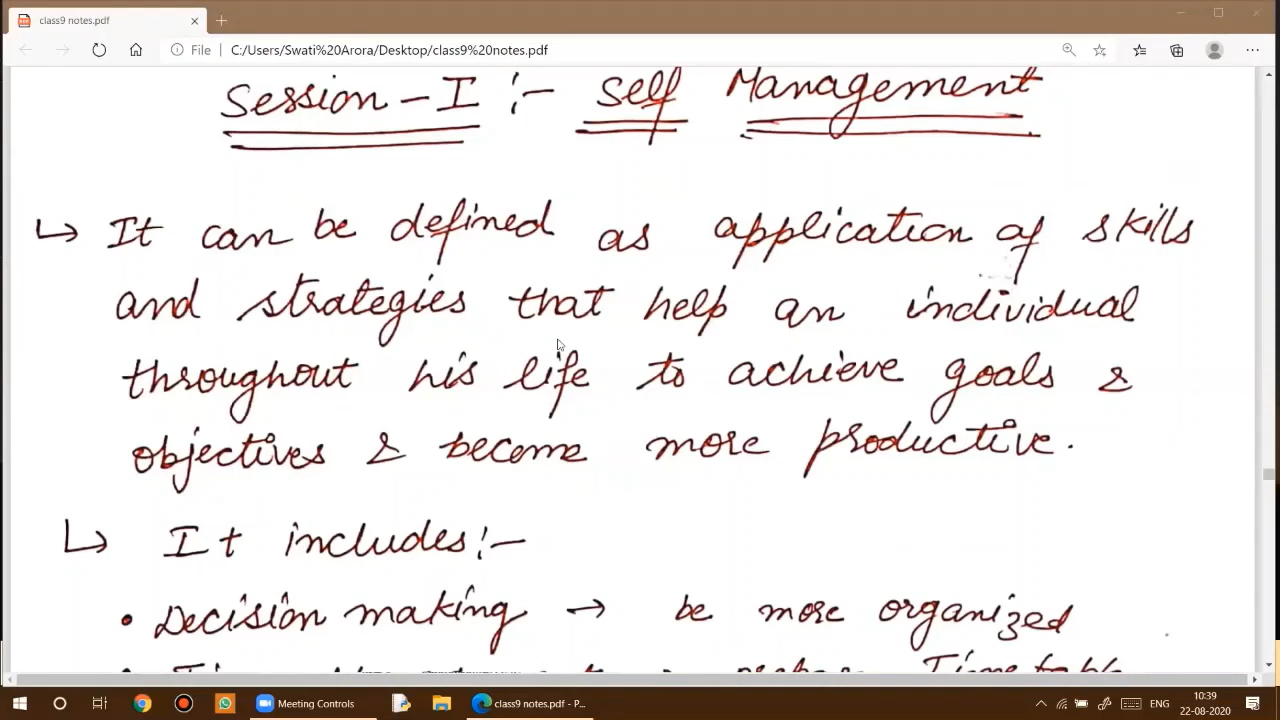 class9 notes.pdf
File
C:/Users/Swati%20Arora/Desktop/class9%20notes.pdf
Session - I :- Self Management
↳ It can be defined as application of skills
and strategies that help an individual
throughout his life to achieve goals &
objectives & become more productive.
↳ It includes:-
• Decision making → be more organized
Meeting Controls
class9 notes.pdf - P...
ENG
10:39
22-08-2020